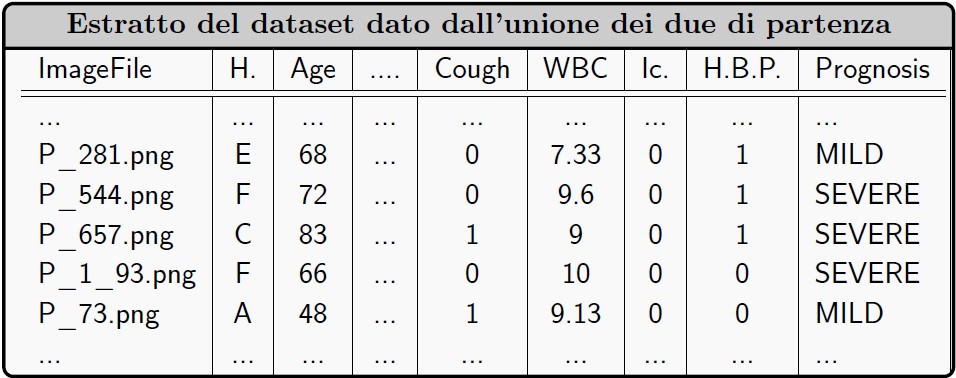 Estratto del dataset dato dall'unione dei due di partenza
ImageFile H. Age .... Cough WBC Ic. H.B.P. Prognosis
... ... ... ... ... ... ... ... ...
P_281.png E 68 ... 0 7.33 0 1 MILD
P_544.png F 72 ... 0 9.6 0 1 SEVERE
P_657.png C 83 ... 1 9 0 1 SEVERE
P_1_93.png F 66 ... 0 10 0 0 SEVERE
P_73.png A 48 ... 1 9.13 0 0 MILD
... ... ... ... ... ... ... ... ...